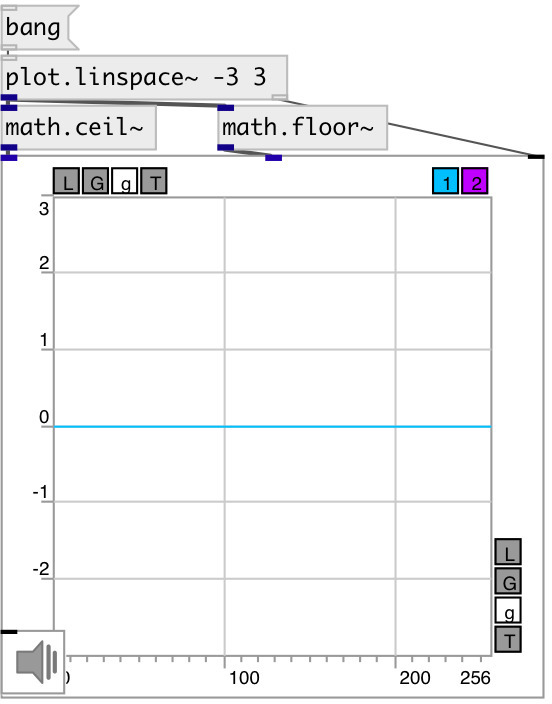 bang
plot.linspace~ -3 3
math.ceil~ math.floor~
L G g T 1 2
3
2
1
0
-1
-2
L
G
g
T
100 200 256